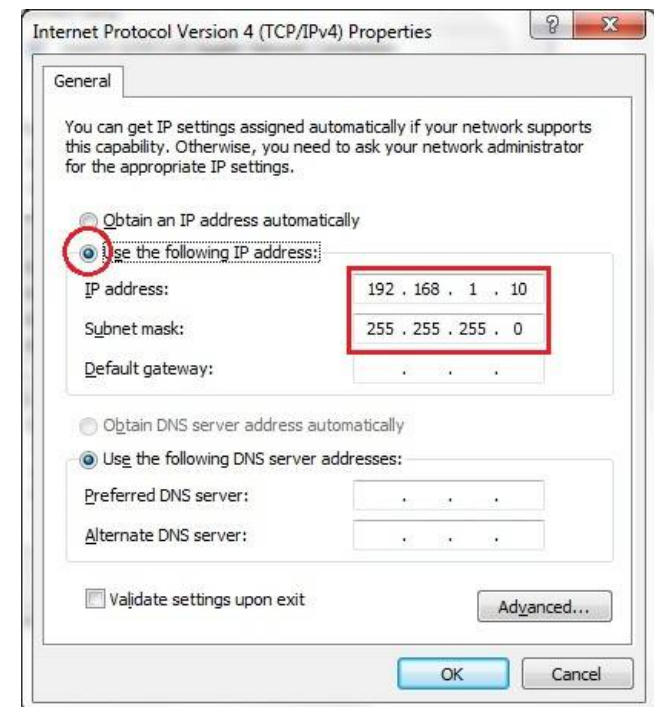 Internet Protocol Version 4 (TCP/IPv4) Properties
General
You can get IP settings assigned automatically if your network supports
this capability. Otherwise, you need to ask your network administrator
for the appropriate IP settings.
Obtain an IP address automatically
Use the following IP address:
IP address: 192 . 168 . 1 . 10
Subnet mask: 255 . 255 . 255 . 0
Default gateway: . . .
Obtain DNS server address automatically
Use the following DNS server addresses:
Preferred DNS server: . . .
Alternate DNS server: . . .
Validate settings upon exit
Advanced...
OK Cancel